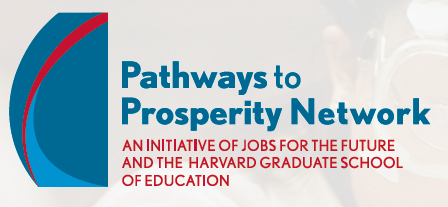 Pathways to
Prosperity Network
AN INITIATIVE OF JOBS FOR THE FUTURE
AND THE HARVARD GRADUATE SCHOOL
OF EDUCATION